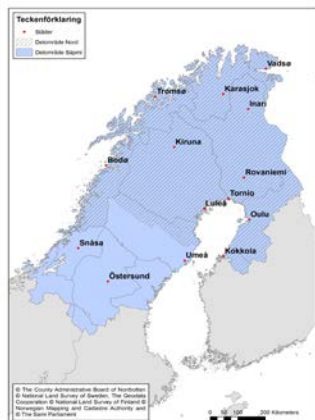 Teckenförklaring
Städer
Delområde Nord
Delområde Sápmi
Vadsø
Tromsø
Karasjok
Inari
Kiruna
Bodø
Rovaniemi
Tornio
Luleå
Oulu
Snåsa
Umeå
Kokkola
Östersund
© The County Administrative Board of Norrbotten
© National Land Survey of Sweden, The Geodata
Cooperation © National Land Survey of Finland ©
Norwegian Mapping and Cadastre Authority and
© The Sami Parliament
0 50 100 200 Kilometers